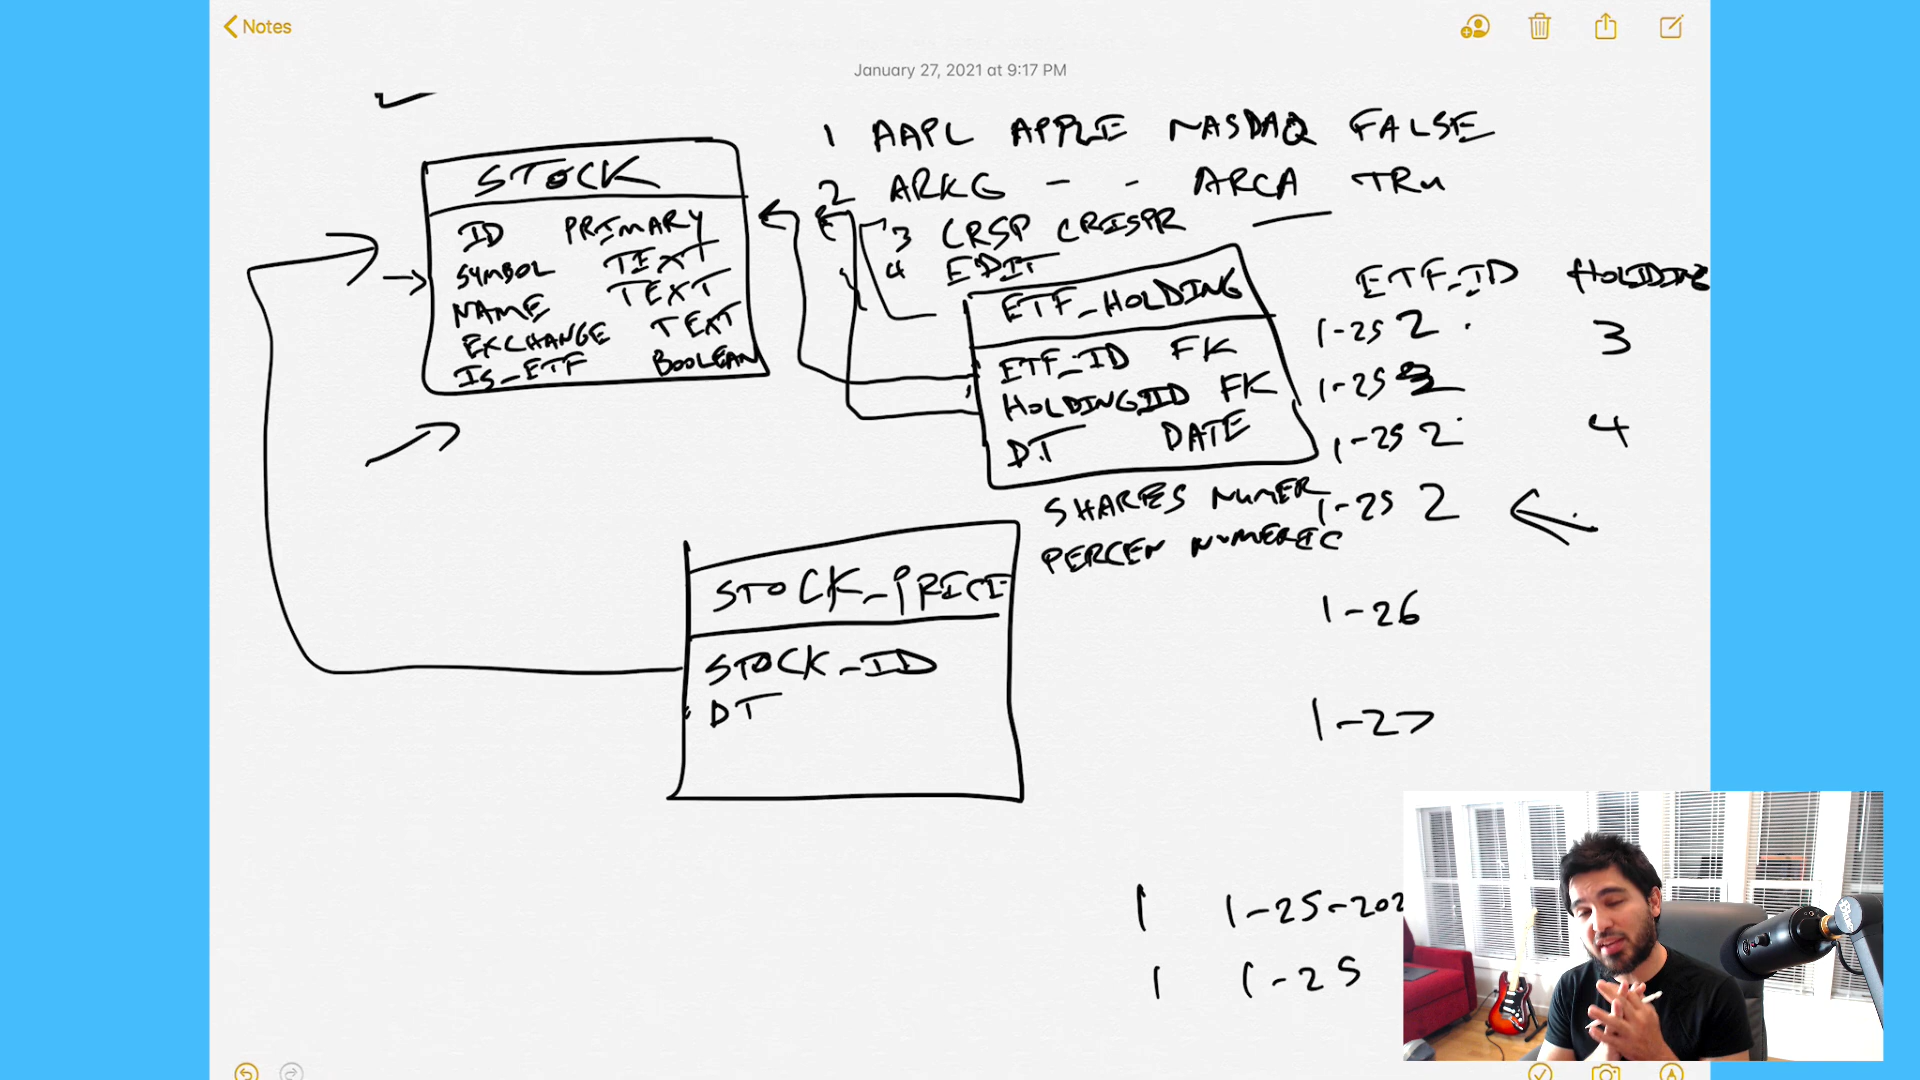 Notes
January 27, 2021 at 9:17 PM
1 AAPL APPLE NASDAQ FALSE
2 ARKG - - ARCA TRU
3 CRSP CRISPR
4 EDIT
STOCK
ID PRIMARY
SYMBOL TEXT
NAME TEXT
EXCHANGE TEXT
IS_ETF BOOLEAN
ETF_HOLDING
ETF_ID FK
HOLDING_ID FK
DT DATE
SHARES NUMER
PERCEN NUMERIC
ETF_ID HOLDING
1-25 2 3
1-25 2
1-25 2 4
1-25 2
1-26
1-27
STOCK_PRICE
STOCK_ID
DT
1 1-25-202
1 1-25